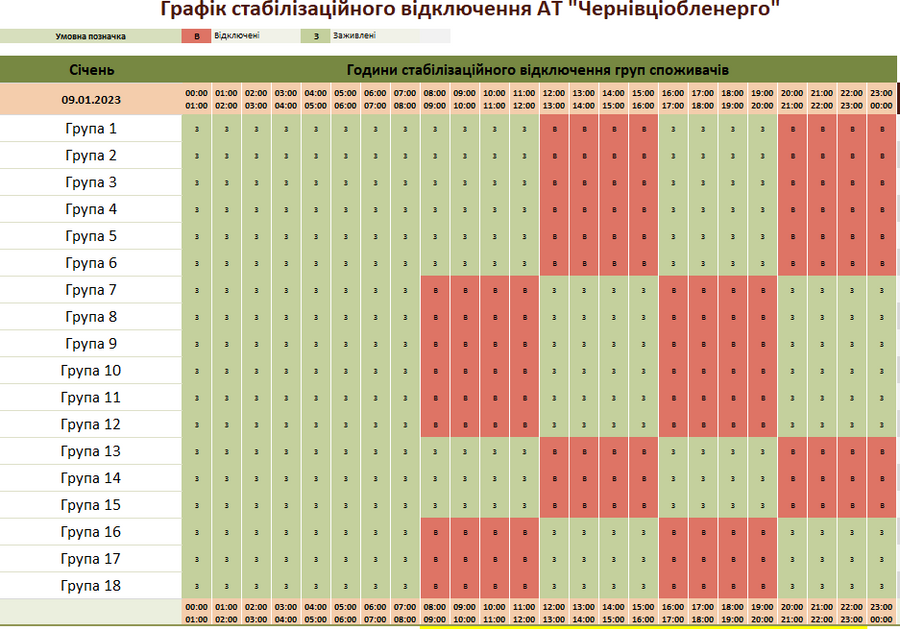 Графік стабілізаційного відключення АТ "Чернівціобленерго"
Умовна позначка В Відключені З Заживлені
Січень Години стабілізаційного відключення груп споживачів
09.01.2023
00:00 01:00 02:00 03:00 04:00 05:00 06:00 07:00 08:00 09:00 10:00 11:00 12:00 13:00 14:00 15:00 16:00 17:00 18:00 19:00 20:00 21:00 22:00 23:00
01:00 02:00 03:00 04:00 05:00 06:00 07:00 08:00 09:00 10:00 11:00 12:00 13:00 14:00 15:00 16:00 17:00 18:00 19:00 20:00 21:00 22:00 23:00 00:00
Група 1 З З З З З З З З З З З З В В В В З З З З В В В В
Група 2 З З З З З З З З З З З З В В В В З З З З В В В В
Група 3 З З З З З З З З З З З З В В В В З З З З В В В В
Група 4 З З З З З З З З З З З З В В В В З З З З В В В В
Група 5 З З З З З З З З З З З З В В В В З З З З В В В В
Група 6 З З З З З З З З З З З З В В В В З З З З В В В В
Група 7 З З З З З З З З В В В В З З З З В В В В З З З З
Група 8 З З З З З З З З В В В В З З З З В В В В З З З З
Група 9 З З З З З З З З В В В В З З З З В В В В З З З З
Група 10 З З З З З З З З В В В В З З З З В В В В З З З З
Група 11 З З З З З З З З В В В В З З З З В В В В З З З З
Група 12 З З З З З З З З В В В В З З З З В В В В З З З З
Група 13 З З З З З З З З З З З З В В В В З З З З В В В В
Група 14 З З З З З З З З З З З З В В В В З З З З В В В В
Група 15 З З З З З З З З З З З З В В В В З З З З В В В В
Група 16 З З З З З З З З В В В В З З З З В В В В З З З З
Група 17 З З З З З З З З В В В В З З З З В В В В З З З З
Група 18 З З З З З З З З В В В В З З З З В В В В З З З З
00:00 01:00 02:00 03:00 04:00 05:00 06:00 07:00 08:00 09:00 10:00 11:00 12:00 13:00 14:00 15:00 16:00 17:00 18:00 19:00 20:00 21:00 22:00 23:00
01:00 02:00 03:00 04:00 05:00 06:00 07:00 08:00 09:00 10:00 11:00 12:00 13:00 14:00 15:00 16:00 17:00 18:00 19:00 20:00 21:00 22:00 23:00 00:00